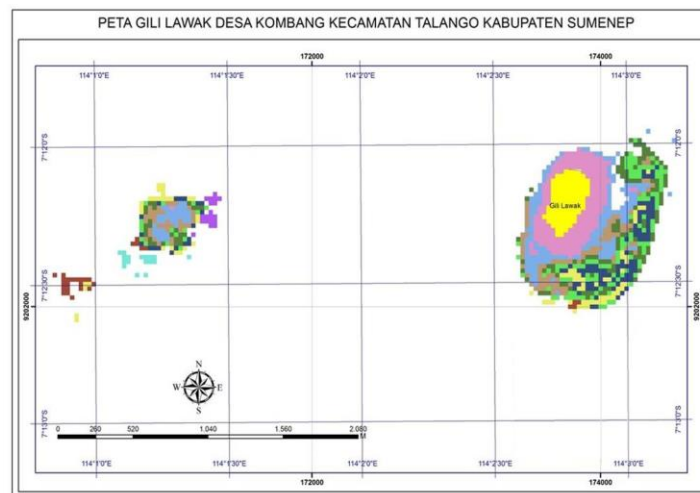 PETA GILI LAWAK DESA KOMBANG KECAMATAN TALANGO KABUPATEN SUMENEP
172000 174000
114°1'0"E 114°1'30"E 114°2'0"E 114°2'30"E 114°3'0"E
7°12'0"S 7°12'0"S
Gili Lawak
7°12'30"S 7°12'30"S
9202000 9202000
N
W E
S
7°13'0"S 7°13'0"S
0 260 520 1.040 1.560 2.080
M
114°1'0"E 114°1'30"E 114°2'0"E 114°2'30"E 114°3'0"E
172000 174000